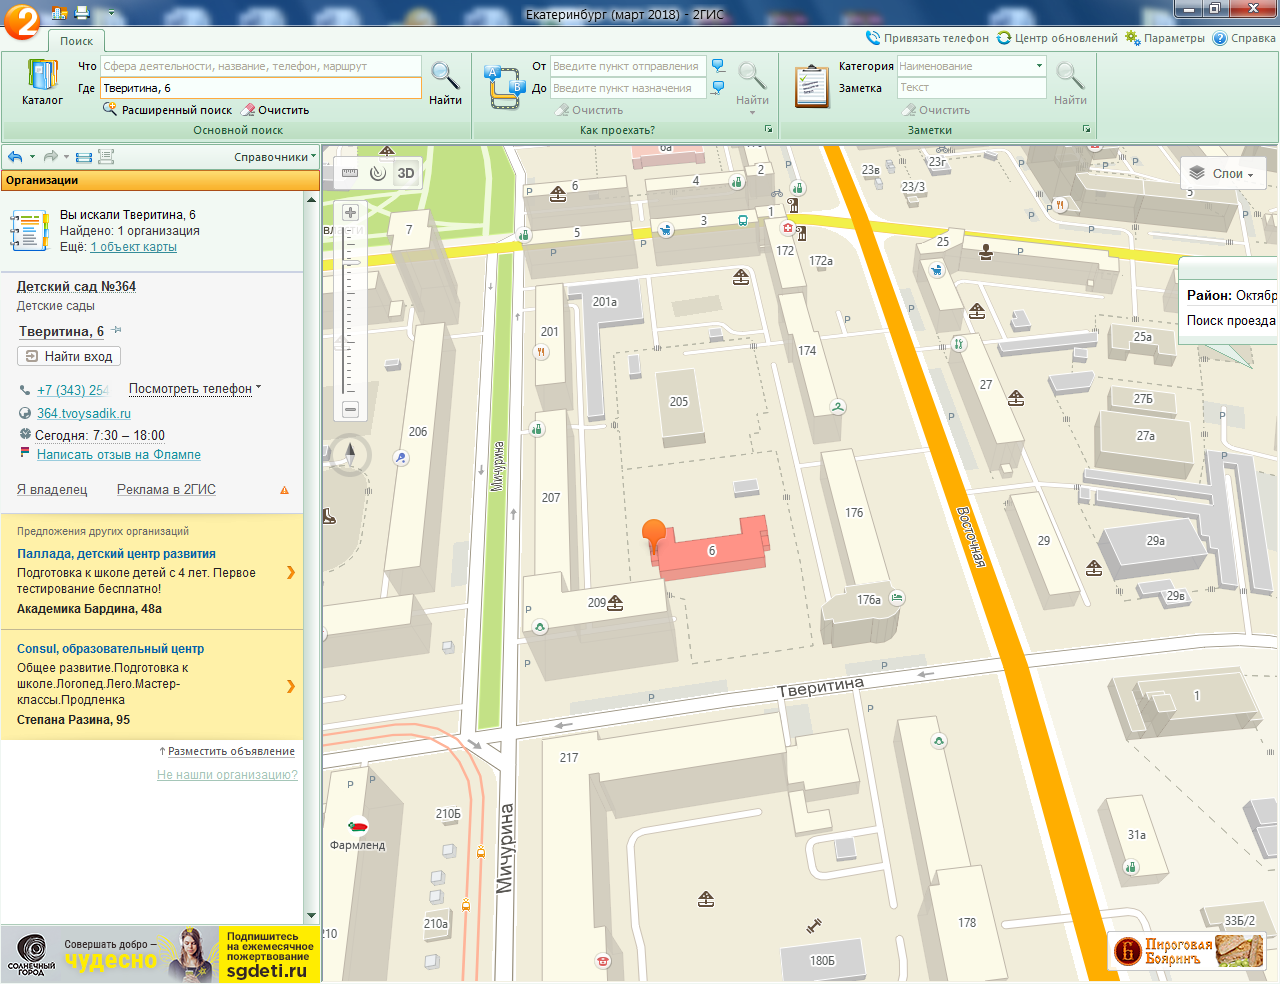 Екатеринбург (март 2018) - 2ГИС
Поиск
Привязать телефон
Центр обновлений
Параметры
Справка
Каталог
Что
Сфера деятельности, название, телефон, маршрут
Где
Тверитина, 6
Расширенный поиск
Очистить
Найти
Основной поиск
От
Введите пункт отправления
До
Введите пункт назначения
Очистить
Найти
Как проехать?
Категория
Наименование
Заметка
Текст
Очистить
Найти
Заметки
Справочники
Организации
Вы искали Тверитина, 6
Найдено: 1 организация
Ещё: 1 объект карты
Детский сад №364
Детские сады
Тверитина, 6
Найти вход
+7 (343) 254
Посмотреть телефон
364.tvoysadik.ru
Сегодня: 7:30 – 18:00
Написать отзыв на Флампе
Я владелец
Реклама в 2ГИС
Предложения других организаций
Паллада, детский центр развития
Подготовка к школе детей с 4 лет. Первое
тестирование бесплатно!
Академика Бардина, 48а
Consul, образовательный центр
Общее развитие.Подготовка к
школе.Логопед.Лего.Мастер-
классы.Продленка
Степана Разина, 95
Разместить объявление
Не нашли организацию?
СОЛНЕЧНЫЙ
ГОРОД
Совершать добро –
чудесно
Подпишитесь
на ежемесячное
пожертвование
sgdeti.ru
3D
Слои
Район: Октябр
Поиск проезда
6а
6
4
2
23в
23г
23/3
5
7
5
3
1
172
172а
25
201а
201
174
25а
205
206
27
27Б
27а
Мичурина
207
176
Восточная
29
29а
6
209
176а
29в
Тверитина
1
217
210Б
Фармленд
Мичурина
31а
210а
210
178
33Б/2
180Б
Пироговая
Бояринъ